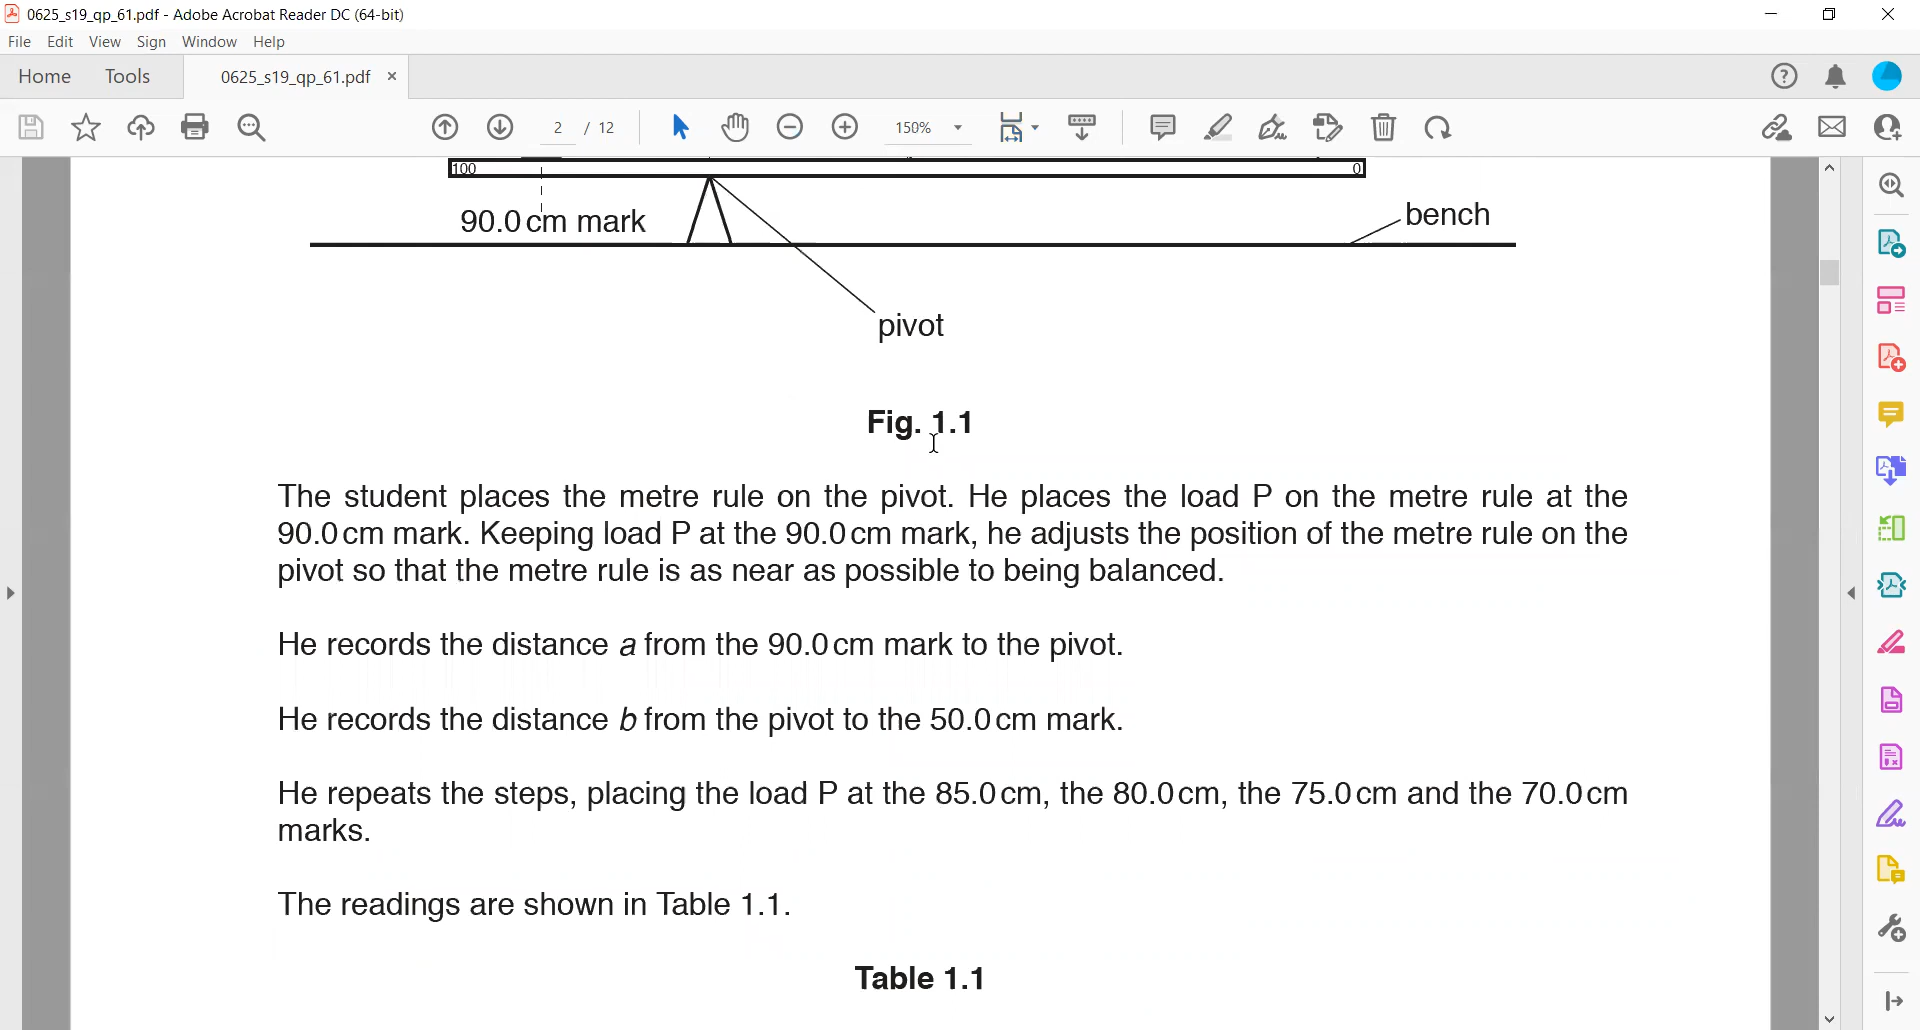 0625_s19_qp_61.pdf - Adobe Acrobat Reader DC (64-bit)
File Edit View Sign Window Help
Home Tools 0625_s19_qp_61.pdf ×
2 / 12 150%
100 0
90.0 cm mark
bench
pivot
Fig. 1.1
The student places the metre rule on the pivot. He places the load P on the metre rule at the
90.0 cm mark. Keeping load P at the 90.0 cm mark, he adjusts the position of the metre rule on the
pivot so that the metre rule is as near as possible to being balanced.
He records the distance a from the 90.0 cm mark to the pivot.
He records the distance b from the pivot to the 50.0 cm mark.
He repeats the steps, placing the load P at the 85.0 cm, the 80.0 cm, the 75.0 cm and the 70.0 cm
marks.
The readings are shown in Table 1.1.
Table 1.1